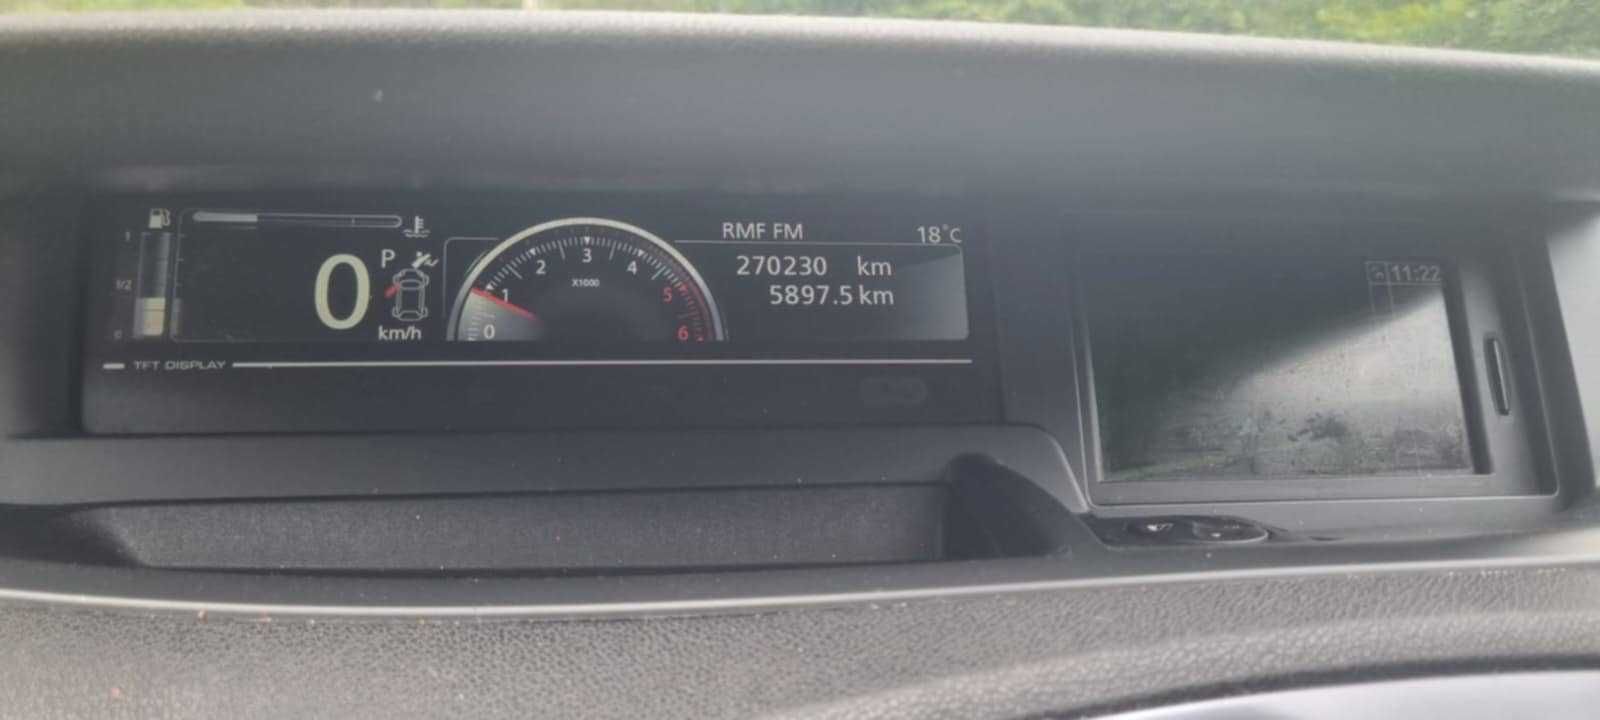 RMF FM 18°C
1
1/2
0
0
P
km/h
0 1 2 3 4 5 6
X1000
270230 km
5897.5 km
TFT DISPLAY
11:22